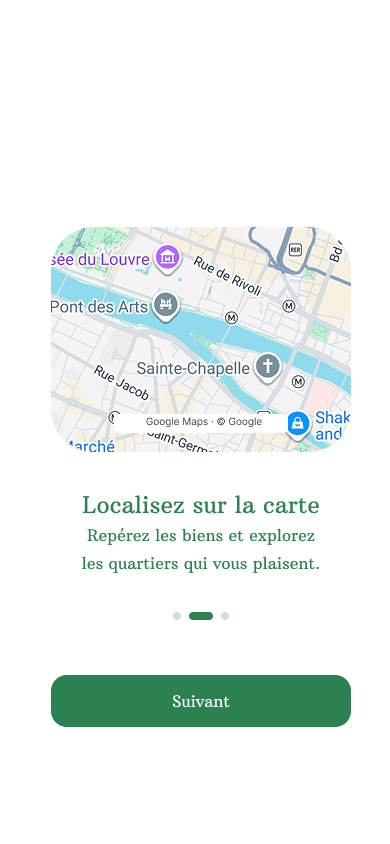 sée du Louvre
Rue de Rivoli
RER
Bd
Pont des Arts
M
M
Sainte-Chapelle
M
Rue Jacob
Google Maps · © Google
Shak
and
Saint-Germ
Marché
Localisez sur la carte
Repérez les biens et explorez
les quartiers qui vous plaisent.
Suivant